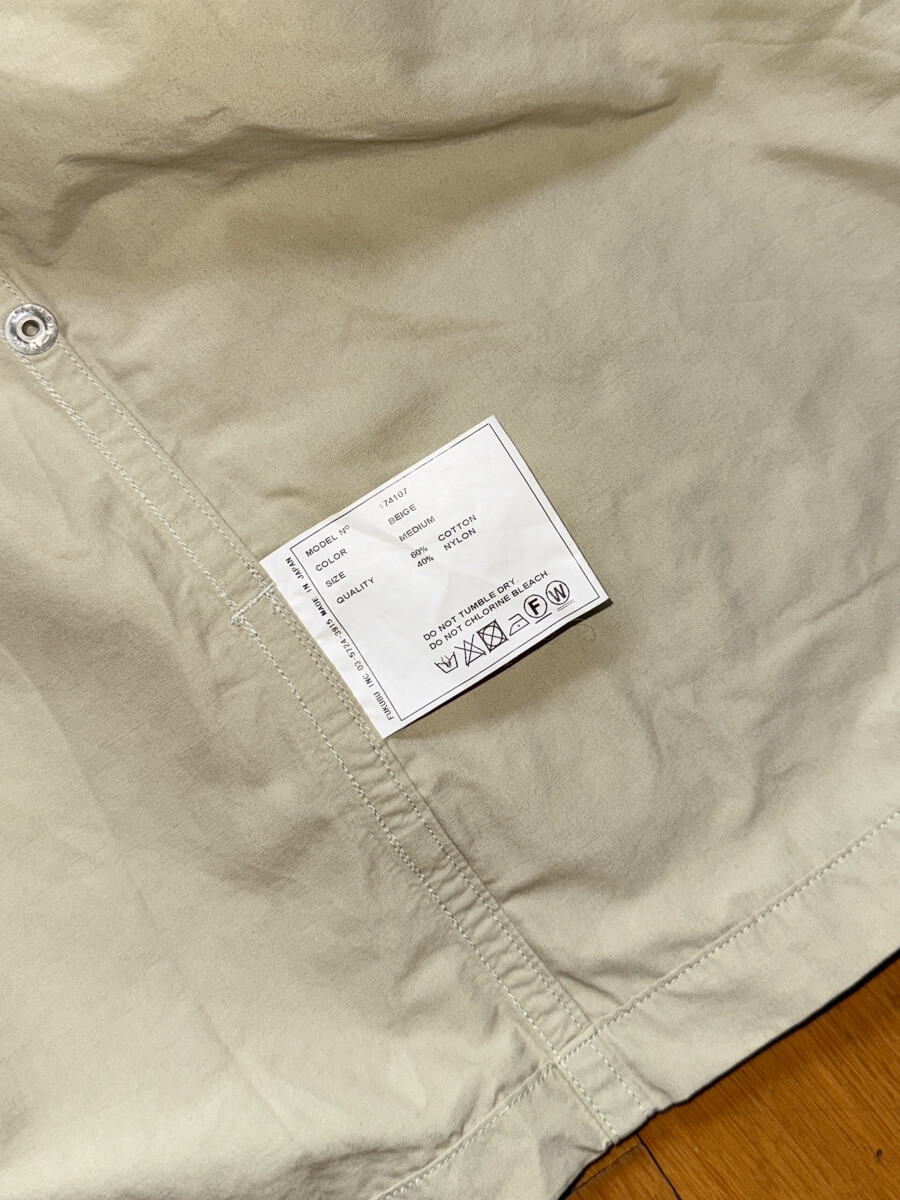 MODEL Nº 174107
COLOR BEIGE
SIZE MEDIUM
QUALITY 60% COTTON
40% NYLON
DO NOT TUMBLE DRY.
DO NOT CHLORINE BLEACH.
F W
FUKUBU INC 03-5724-3915 MADE IN JAPAN